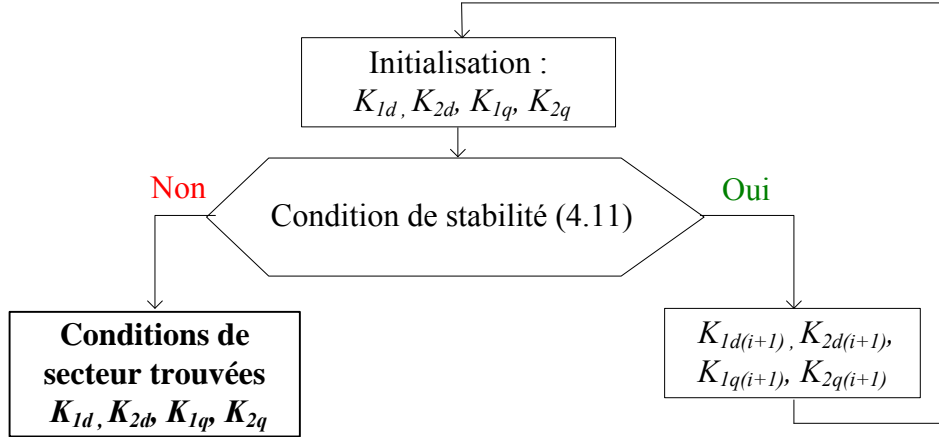 Initialisation :
K1d , K2d, K1q, K2q
Non
Oui
Condition de stabilité (4.11)
Conditions de
secteur trouvées
K1d , K2d, K1q, K2q
K1d(i+1) , K2d(i+1),
K1q(i+1), K2q(i+1)